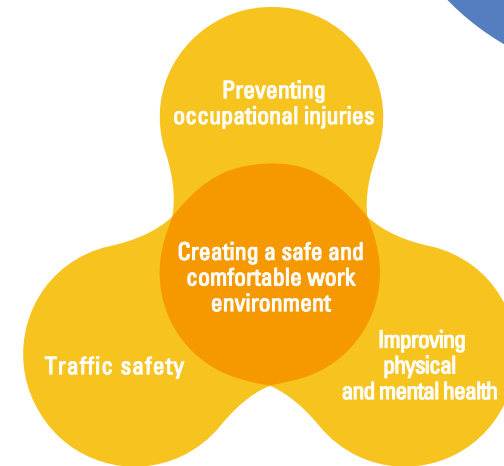 Preventing
occupational injuries
Creating a safe and
comfortable work
environment
Traffic safety
Improving
physical
and mental health